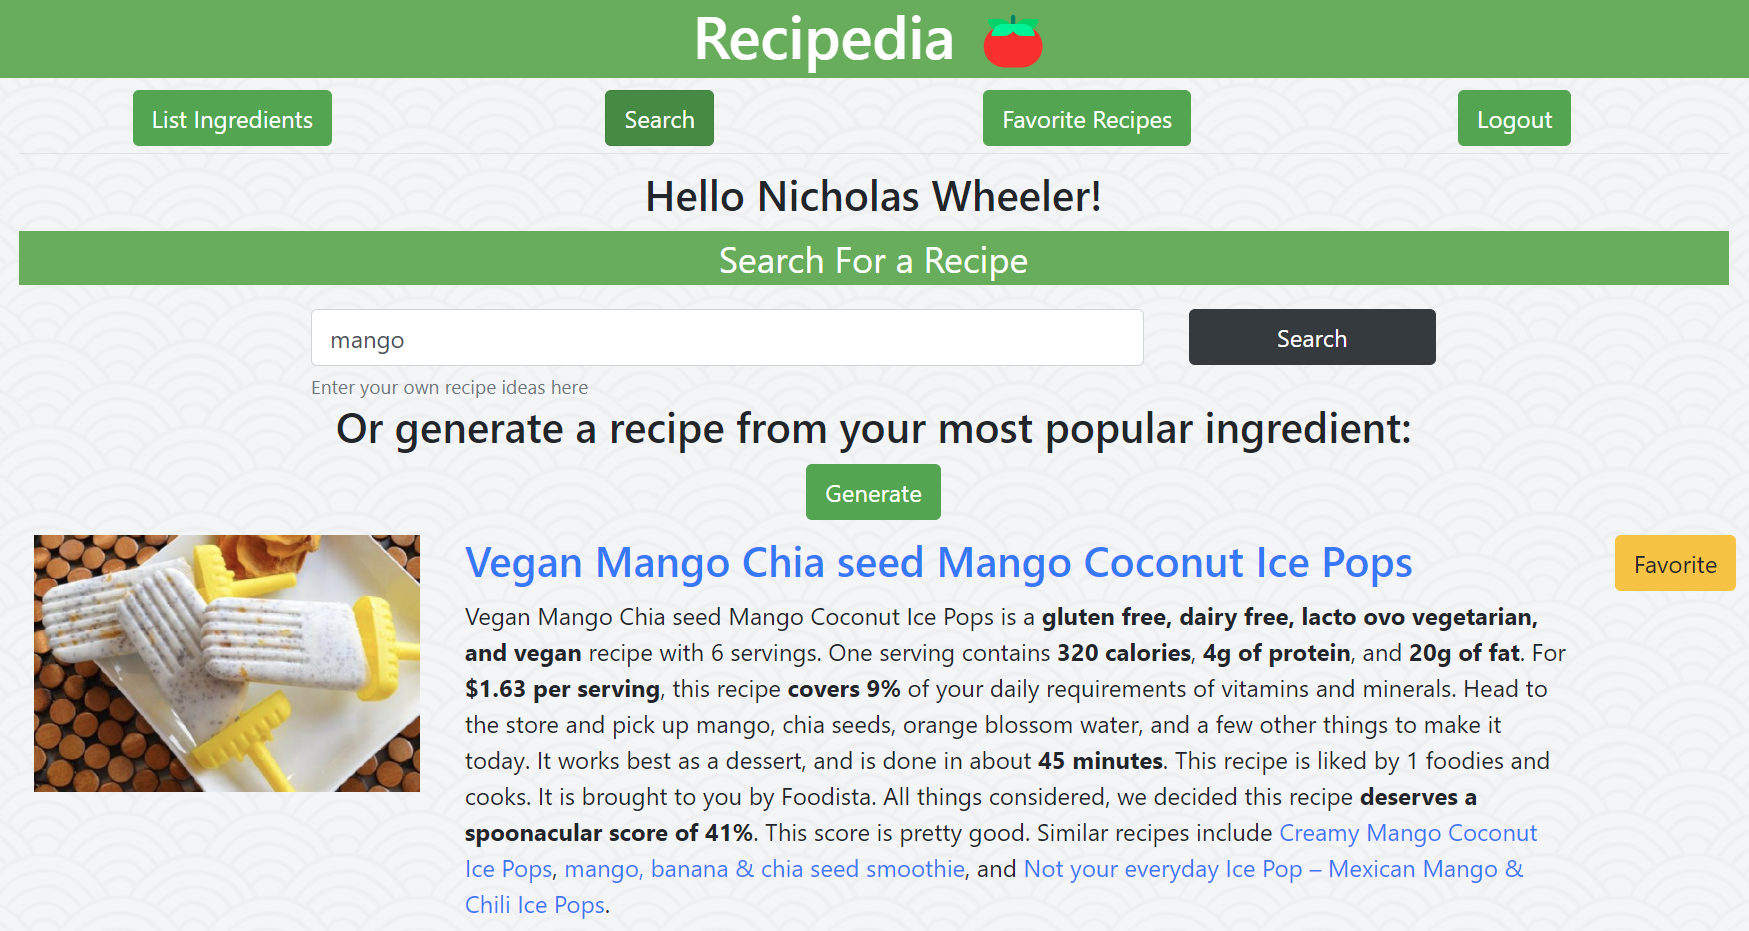 Recipedia
List Ingredients
Search
Favorite Recipes
Logout
Hello Nicholas Wheeler!
Search For a Recipe
mango
Search
Enter your own recipe ideas here
Or generate a recipe from your most popular ingredient:
Generate
Vegan Mango Chia seed Mango Coconut Ice Pops
Favorite
Vegan Mango Chia seed Mango Coconut Ice Pops is a gluten free, dairy free, lacto ovo vegetarian,
and vegan recipe with 6 servings. One serving contains 320 calories, 4g of protein, and 20g of fat. For
$1.63 per serving, this recipe covers 9% of your daily requirements of vitamins and minerals. Head to
the store and pick up mango, chia seeds, orange blossom water, and a few other things to make it
today. It works best as a dessert, and is done in about 45 minutes. This recipe is liked by 1 foodies and
cooks. It is brought to you by Foodista. All things considered, we decided this recipe deserves a
spoonacular score of 41%. This score is pretty good. Similar recipes include Creamy Mango Coconut
Ice Pops, mango, banana & chia seed smoothie, and Not your everyday Ice Pop – Mexican Mango &
Chili Ice Pops.